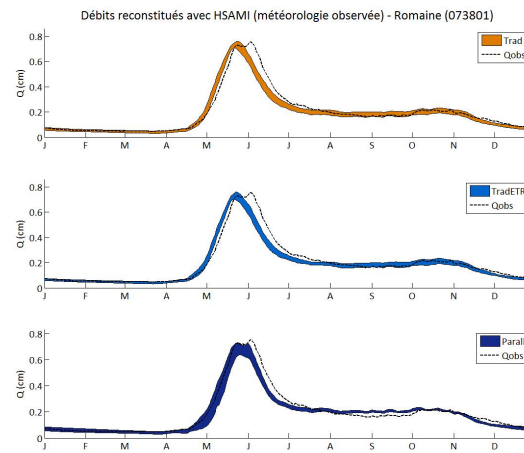 Débits reconstitués avec HSAMI (météorologie observée) - Romaine (073801)
Q (cm)
0.8
0.6
0.4
0.2
0
J F M A M J J A S O N D
Trad
Qobs
Q (cm)
0.8
0.6
0.4
0.2
0
J F M A M J J A S O N D
TradETR
Qobs
Q (cm)
0.8
0.6
0.4
0.2
0
J F M A M J J A S O N D
Parall
Qobs